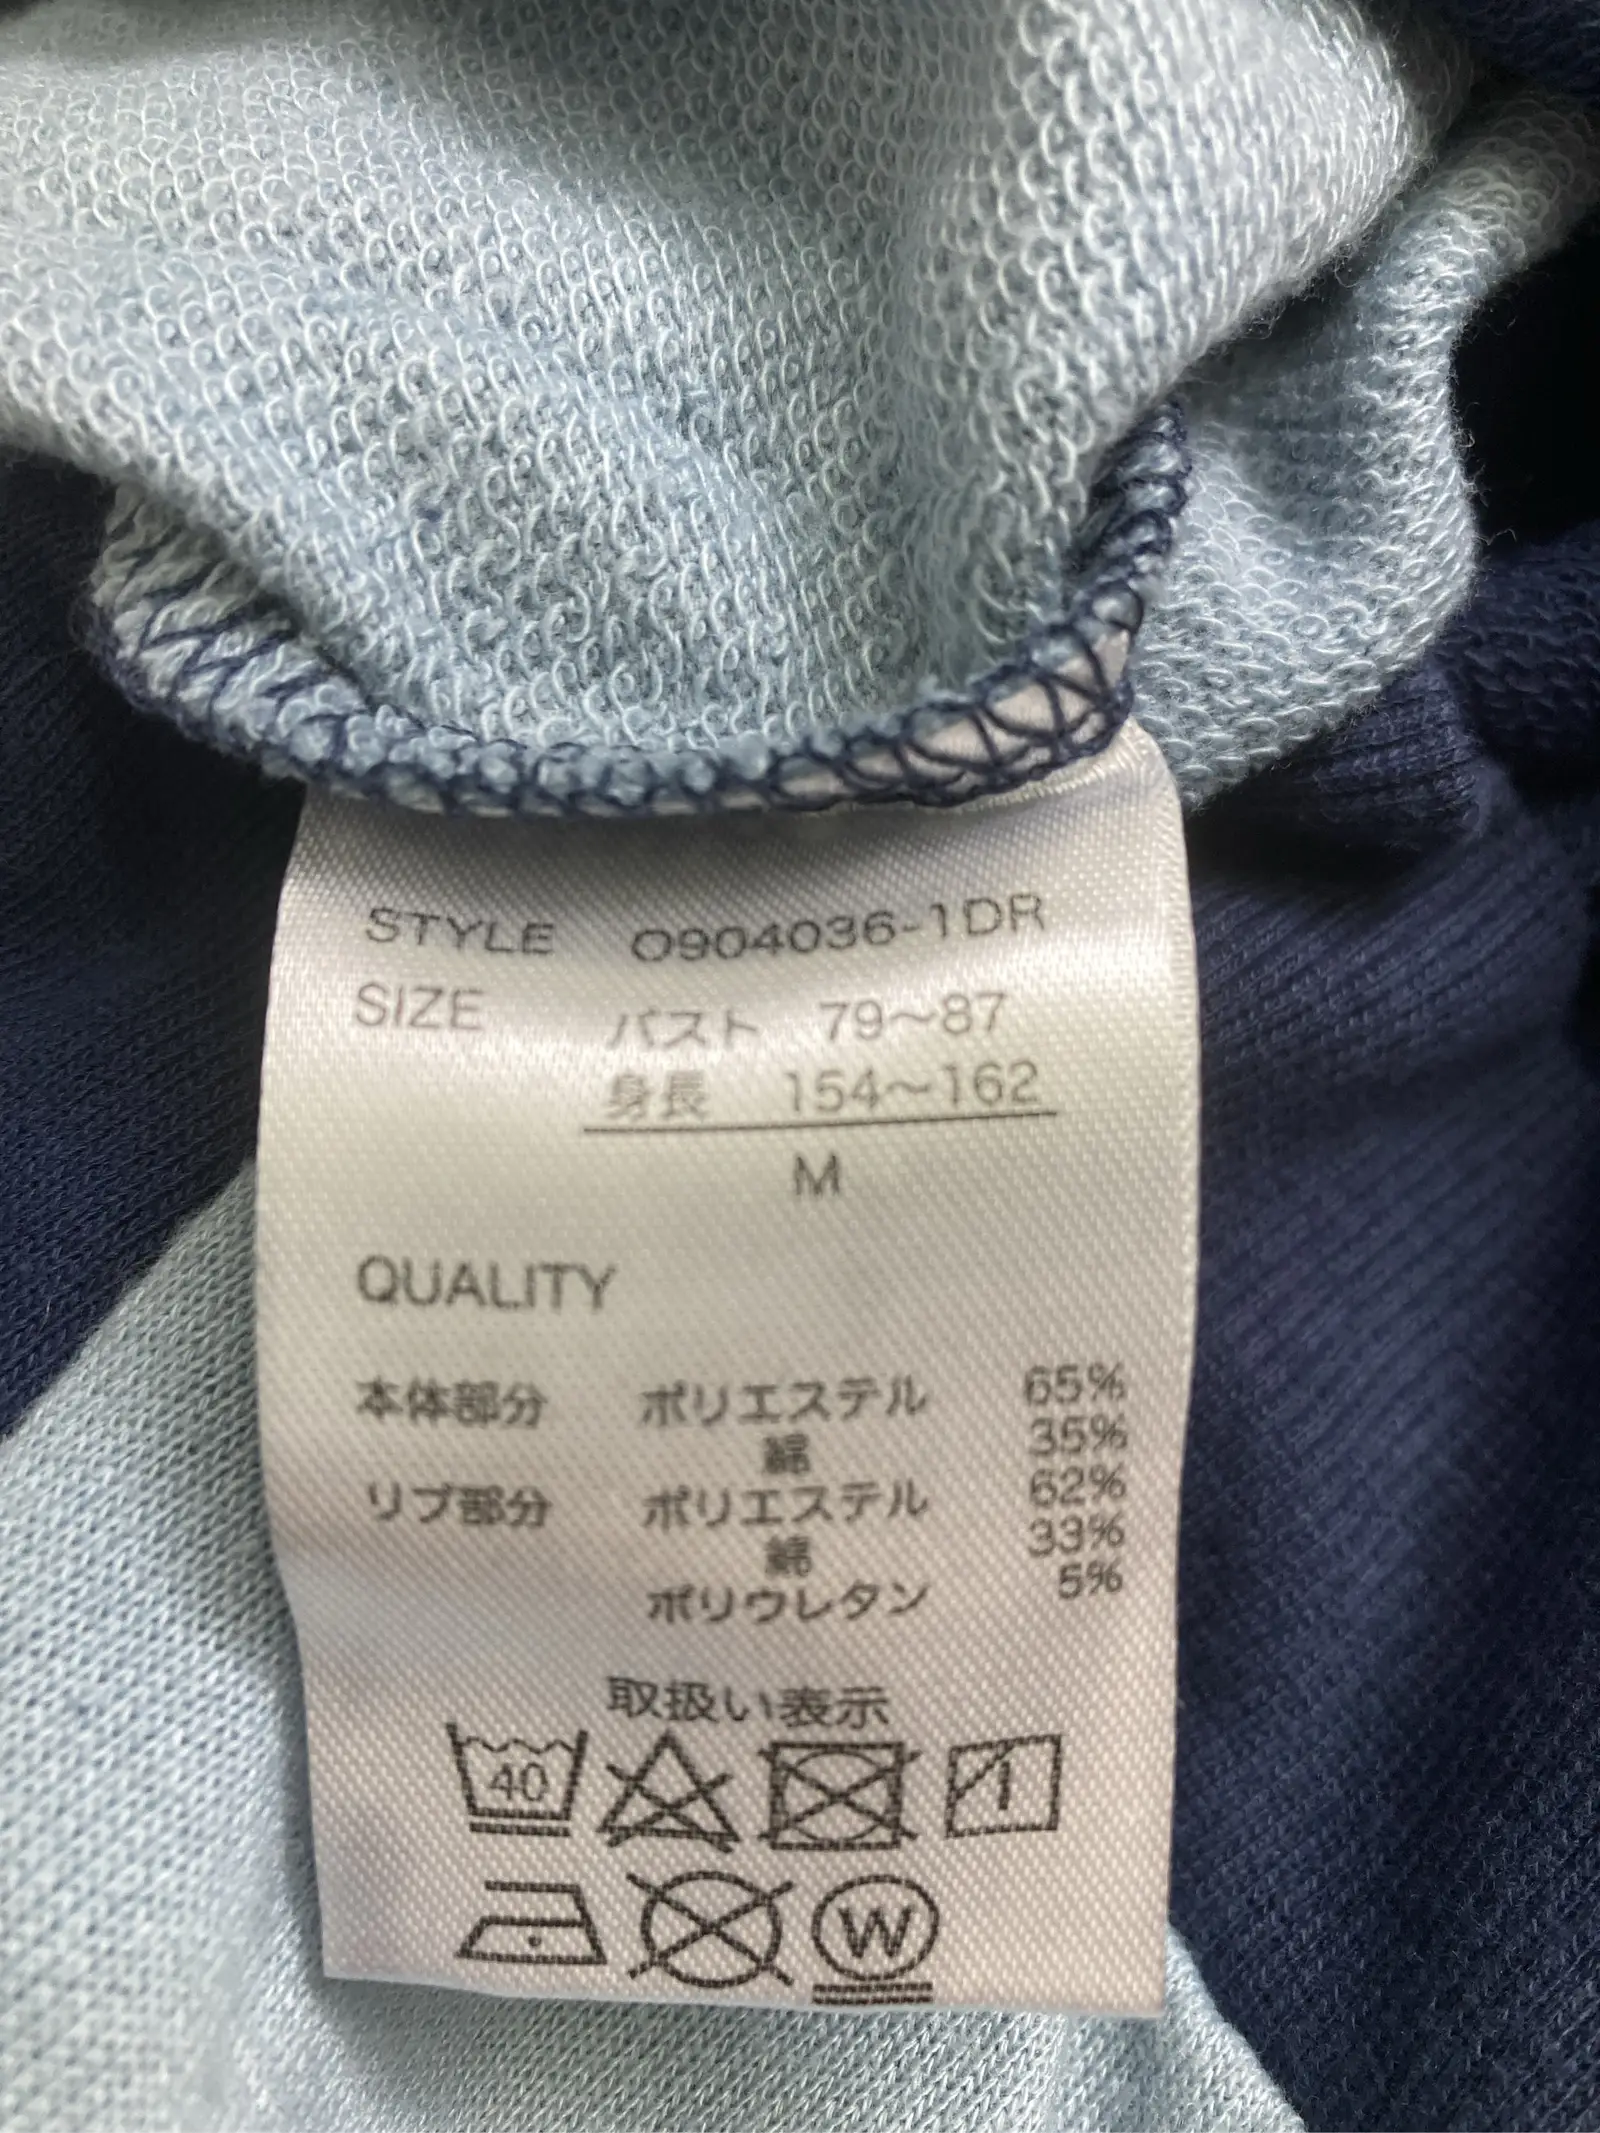 STYLE O904036-1DR
SIZE バスト 79～87
身長 154～162
M
QUALITY
本体部分 ポリエステル 65%
綿 35%
リブ部分 ポリエステル 62%
綿 33%
ポリウレタン 5%
取扱い表示
40
1
W